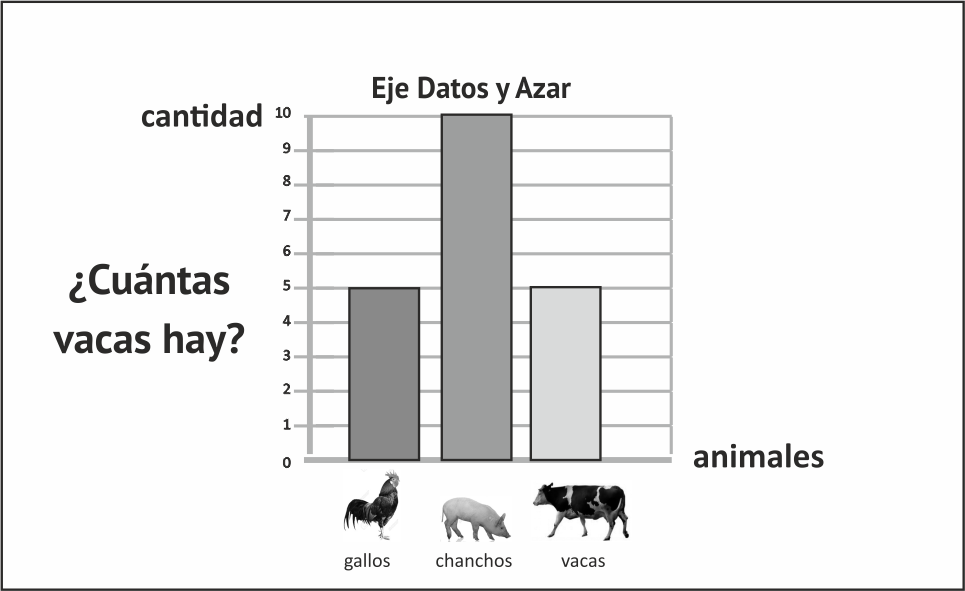 Eje Datos y Azar
cantidad
10
9
8
7
6
5
4
3
2
1
0
¿Cuántas
vacas hay?
animales
gallos chanchos vacas